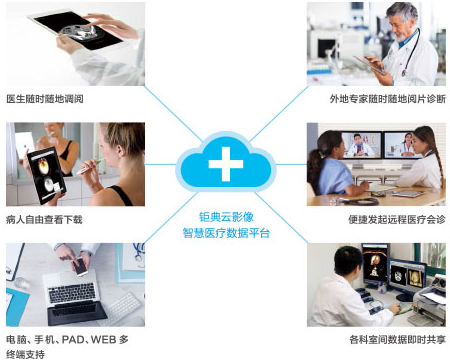 医生随时随地调阅
外地专家随时随地阅片诊断
病人自由查看下载
钜典云影像
智慧医疗数据平台
便捷发起远程医疗会诊
电脑、手机、PAD、WEB 多
终端支持
各科室间数据即时共享